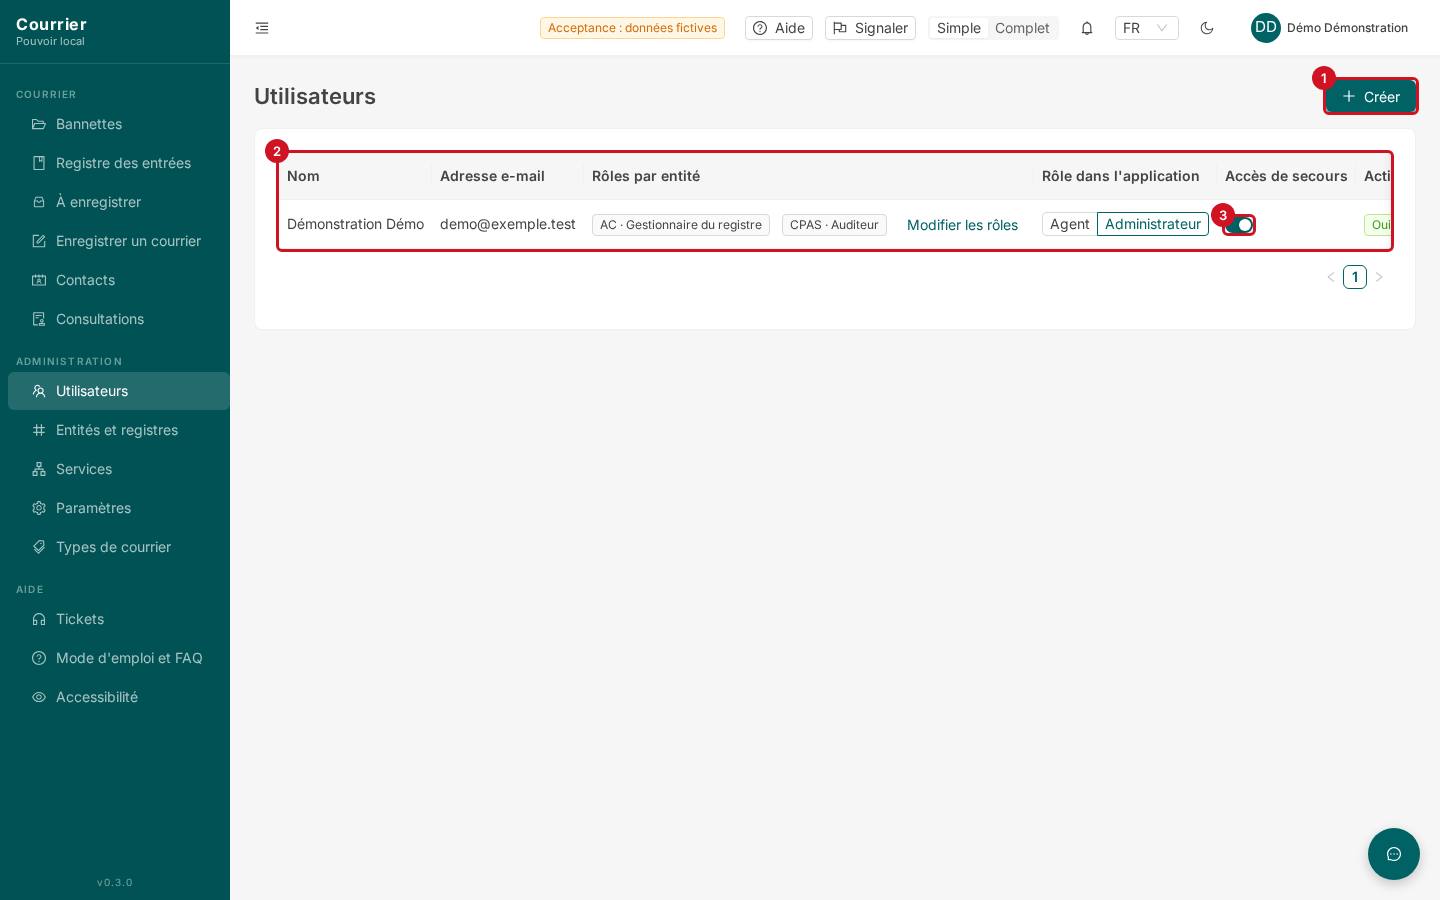 Courrier
Pouvoir local
Acceptance : données fictives
Aide
Signaler
Simple
Complet
FR
DD
Démo Démonstration
COURRIER
Bannettes
Registre des entrées
À enregistrer
Enregistrer un courrier
Contacts
Consultations
ADMINISTRATION
Utilisateurs
Entités et registres
Services
Paramètres
Types de courrier
AIDE
Tickets
Mode d'emploi et FAQ
Accessibilité
v0.3.0
Utilisateurs
1
Créer
2
Nom
Adresse e-mail
Rôles par entité
Rôle dans l'application
Accès de secours
Acti
Démonstration Démo
demo@exemple.test
AC · Gestionnaire du registre
CPAS · Auditeur
Modifier les rôles
Agent
Administrateur
3
Oui
1